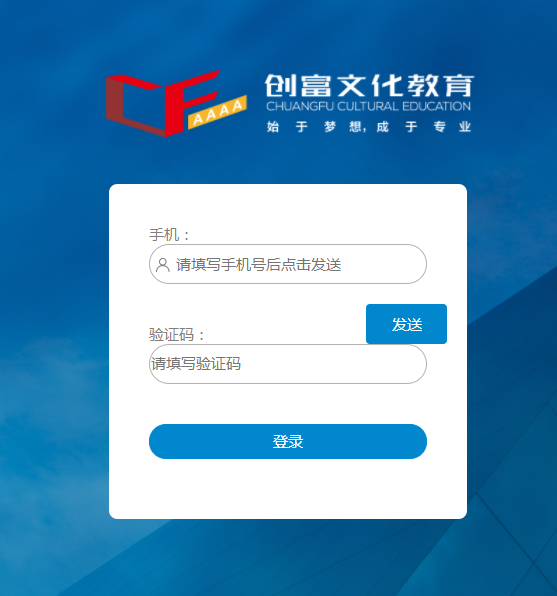 CF
AAAA
创富文化教育
CHUANGFU CULTURAL EDUCATION
始于梦想,成于专业
手机：
请填写手机号后点击发送
发送
验证码：
请填写验证码
登录